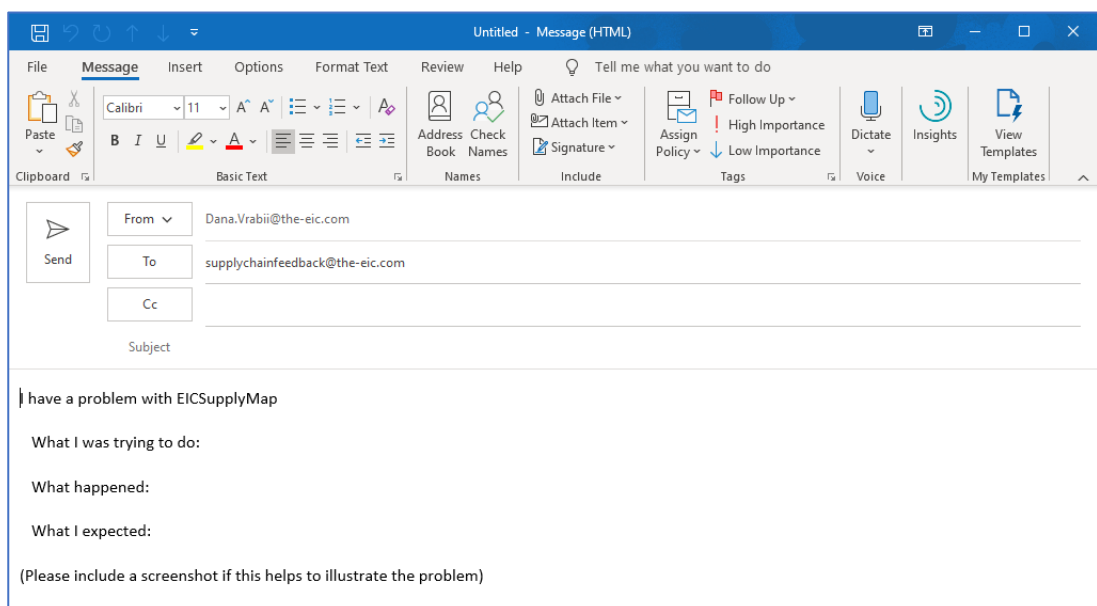 Untitled - Message (HTML)
File Message Insert Options Format Text Review Help Tell me what you want to do
Paste
Calibri 11
B I U A
Address Book
Check Names
Attach File
Attach Item
Signature
Assign Policy
Follow Up
High Importance
Low Importance
Dictate
Insights
View Templates
Clipboard Basic Text Names Include Tags Voice My Templates
Send
From Dana.Vrabii@the-eic.com
To supplychainfeedback@the-eic.com
Cc
Subject
I have a problem with EICSupplyMap
What I was trying to do:
What happened:
What I expected:
(Please include a screenshot if this helps to illustrate the problem)